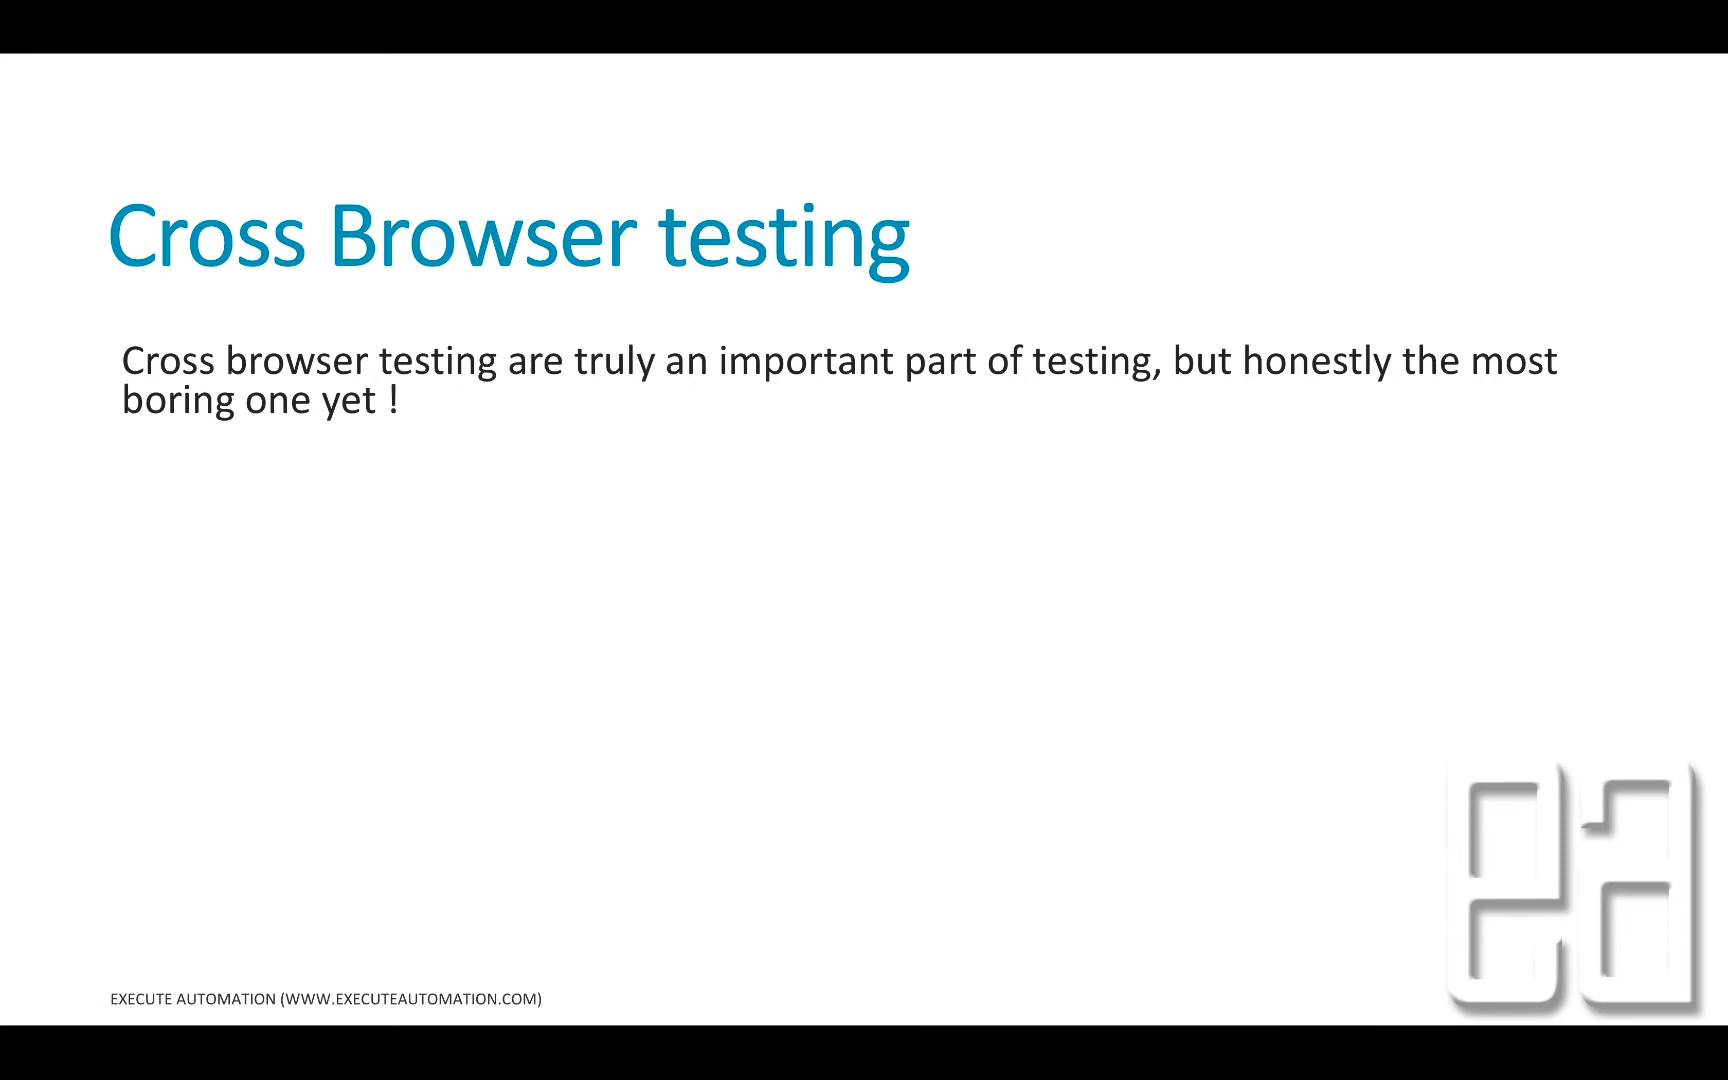 Cross Browser testing
Cross browser testing are truly an important part of testing, but honestly the most
boring one yet !
ea
EXECUTE AUTOMATION (WWW.EXECUTEAUTOMATION.COM)